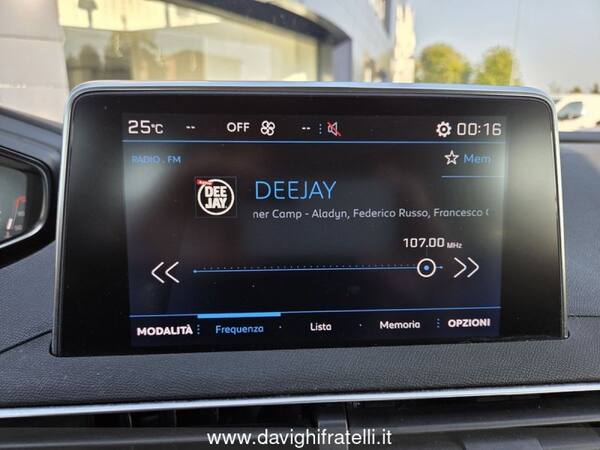 25°C -- OFF -- 00:16
RADIO . FM
Mem
DEE
JAY.
DEEJAY
ner Camp - Aladyn, Federico Russo, Francesco
107.00 MHz
MODALITÀ Frequenza Lista Memoria OPZIONI
www.davighifratelli.it